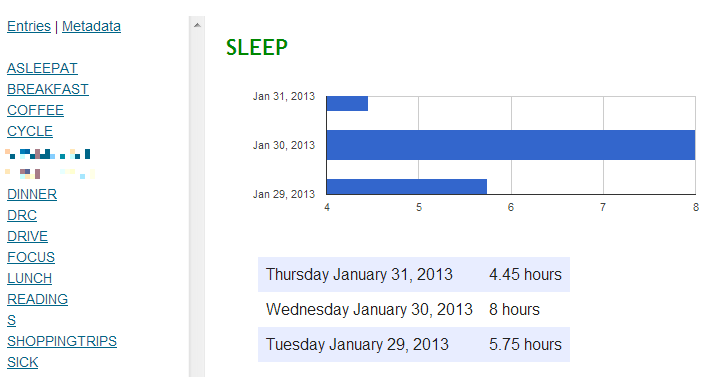 Entries | Metadata
ASLEEPAT
BREAKFAST
COFFEE
CYCLE
DINNER
DRC
DRIVE
FOCUS
LUNCH
READING
S
SHOPPINGTRIPS
SICK
SLEEP
Jan 31, 2013
Jan 30, 2013
Jan 29, 2013
4 5 6 7 8
Thursday January 31, 2013 4.45 hours
Wednesday January 30, 2013 8 hours
Tuesday January 29, 2013 5.75 hours